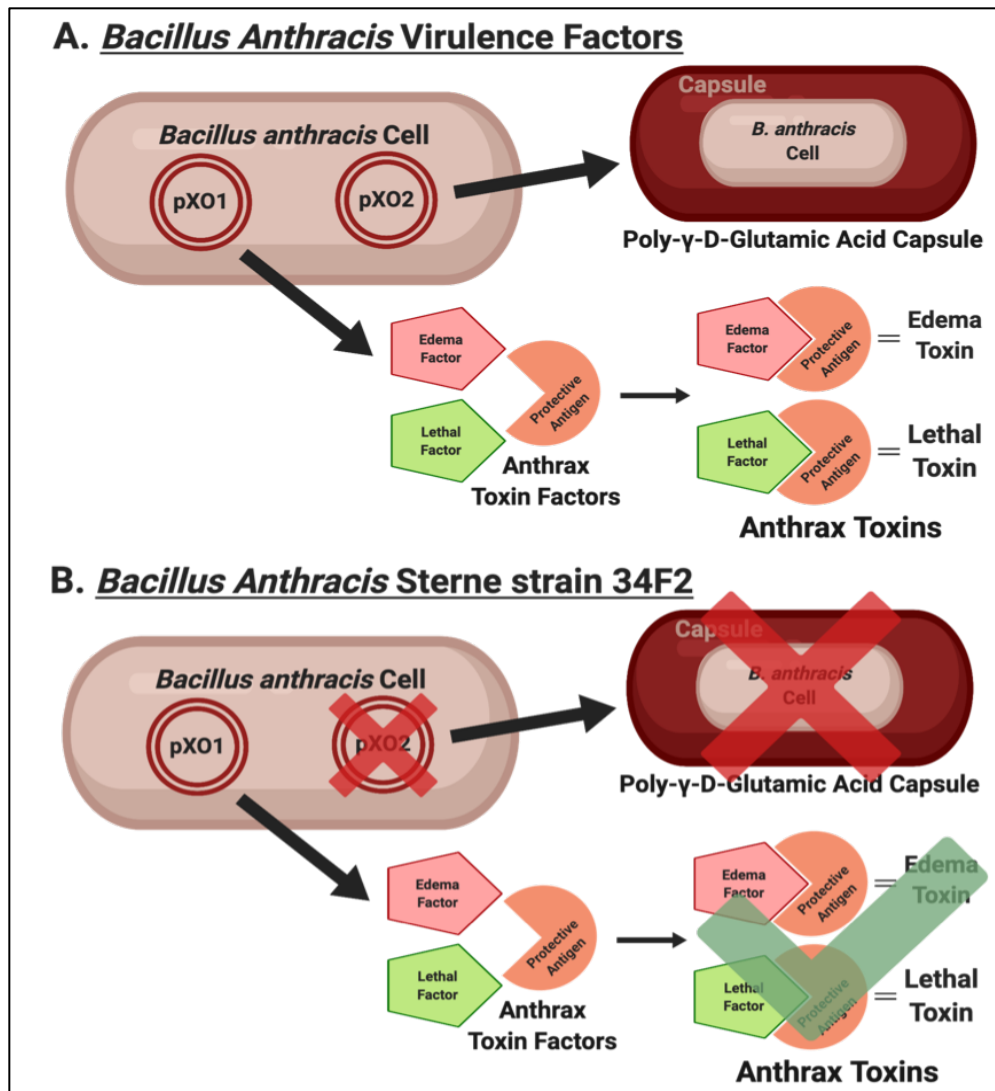 A. Bacillus Anthracis Virulence Factors
Bacillus anthracis Cell
pXO1
pXO2
Capsule
B. anthracis
Cell
Poly-γ-D-Glutamic Acid Capsule
Edema
Factor
Lethal
Factor
Protective
Antigen
Anthrax
Toxin Factors
Edema
Factor
Protective
Antigen
= Edema
Toxin
Lethal
Factor
Protective
Antigen
= Lethal
Toxin
Anthrax Toxins
B. Bacillus Anthracis Sterne strain 34F2
Bacillus anthracis Cell
pXO1
pXO2
Capsule
B. anthracis
Cell
Poly-γ-D-Glutamic Acid Capsule
Edema
Factor
Lethal
Factor
Protective
Antigen
Anthrax
Toxin Factors
Edema
Factor
Protective
Antigen
= Edema
Toxin
Lethal
Factor
Protective
Antigen
= Lethal
Toxin
Anthrax Toxins